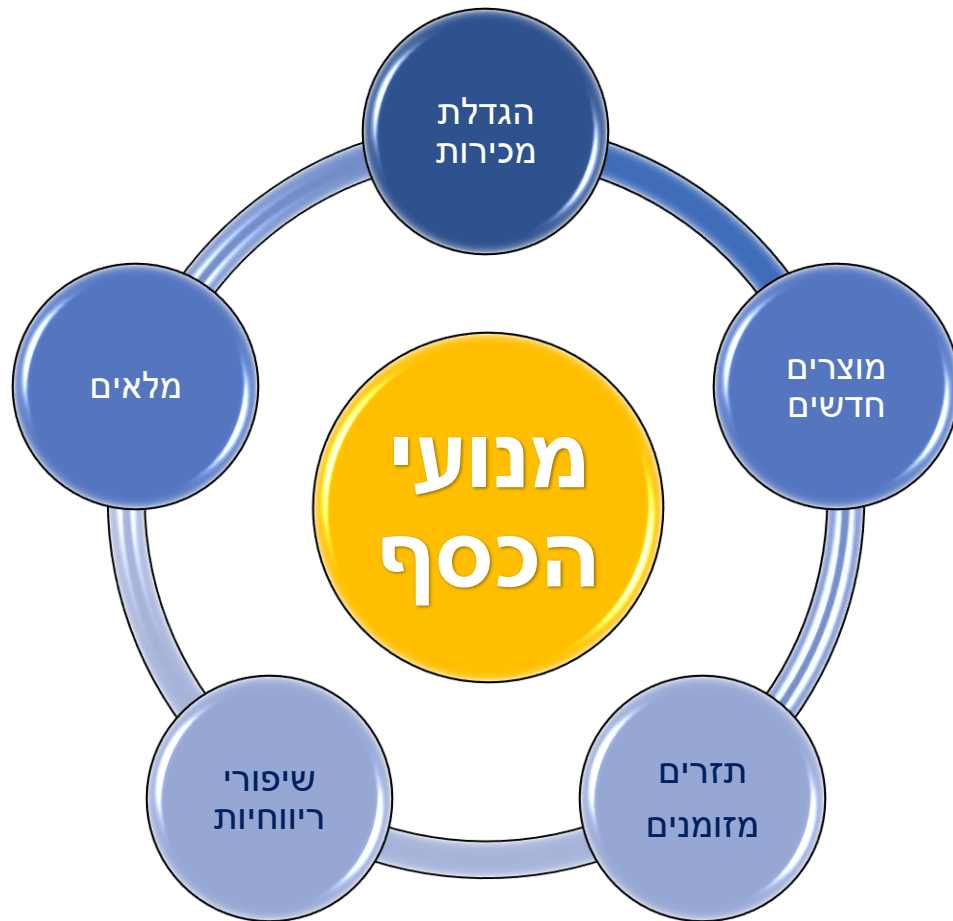 הגדלת
מכירות
מוצרים
חדשים
תזרים
מזומנים
שיפורי
ריווחיות
מלאים
מנועי
הכסף